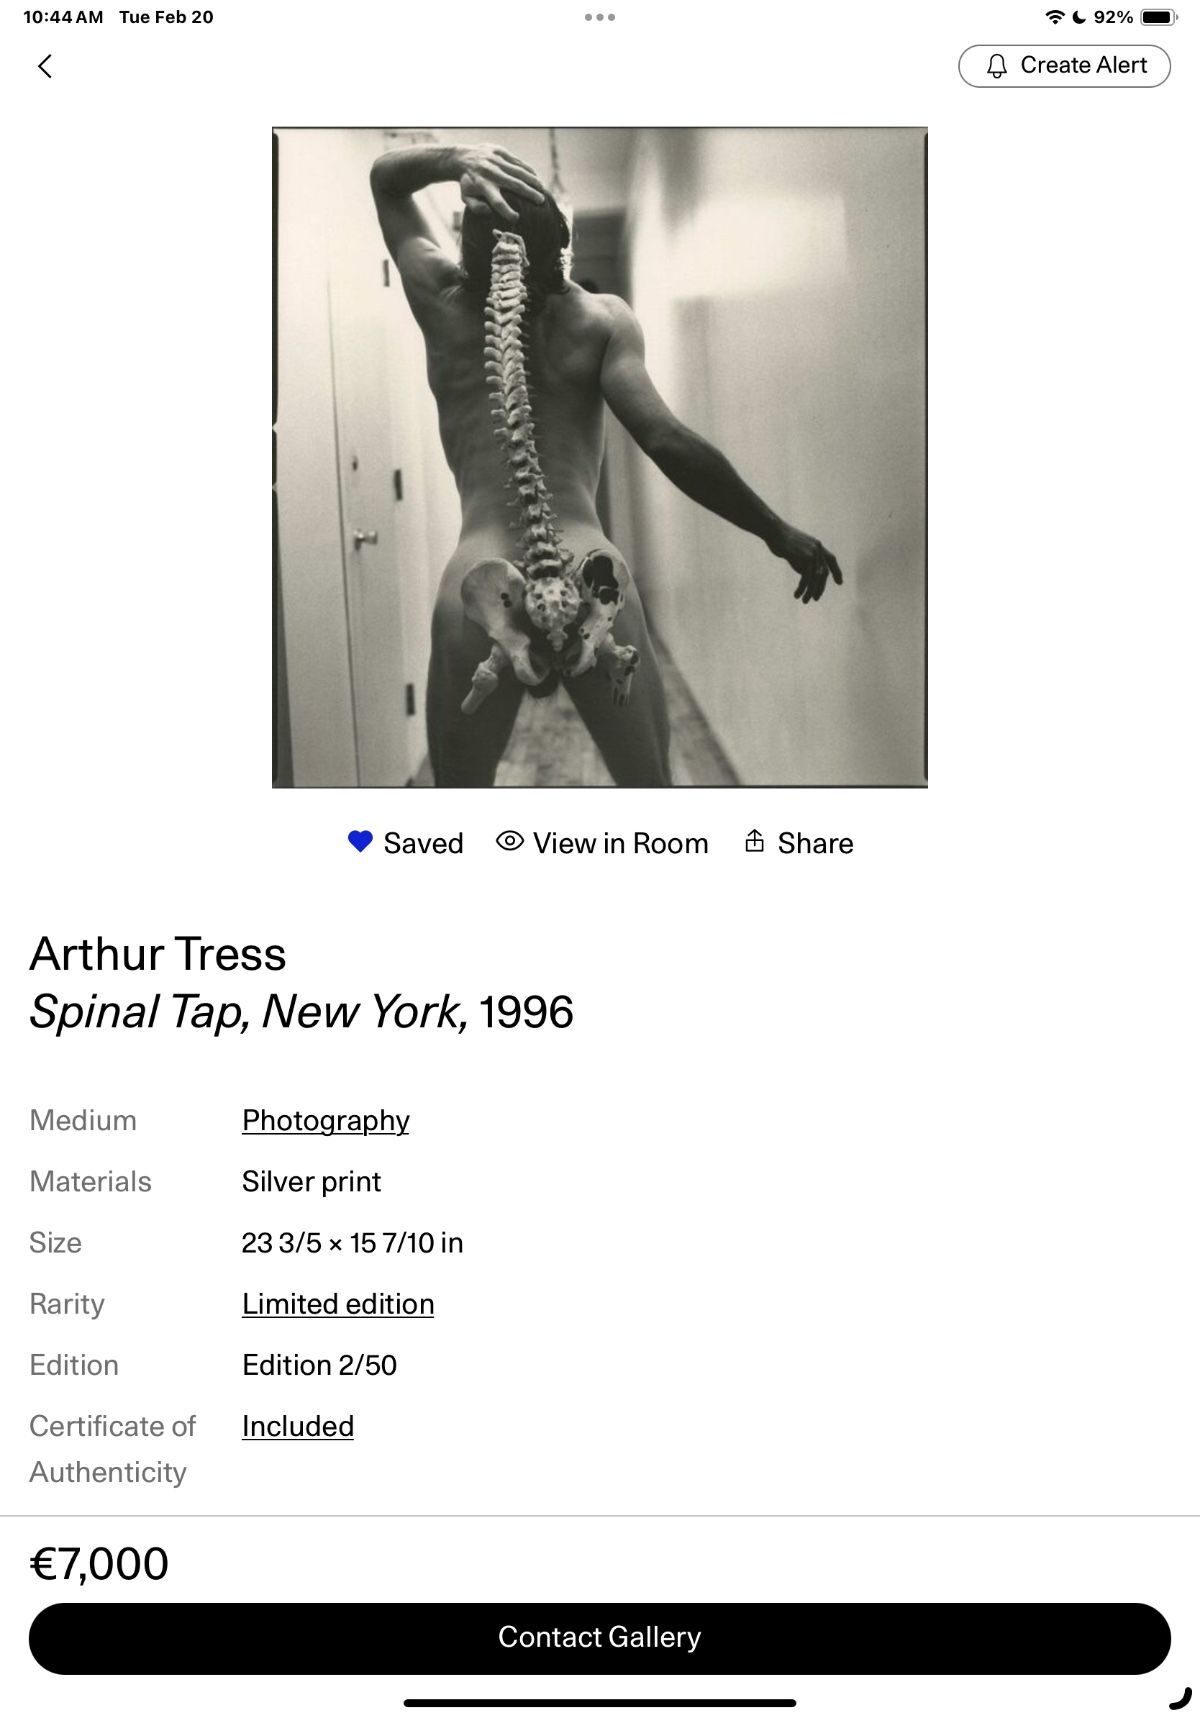 10:44 AM Tue Feb 20
92%
Create Alert
Saved View in Room Share
Arthur Tress
Spinal Tap, New York, 1996
Medium Photography
Materials Silver print
Size 23 3/5 × 15 7/10 in
Rarity Limited edition
Edition Edition 2/50
Certificate of Included
Authenticity
€7,000
Contact Gallery